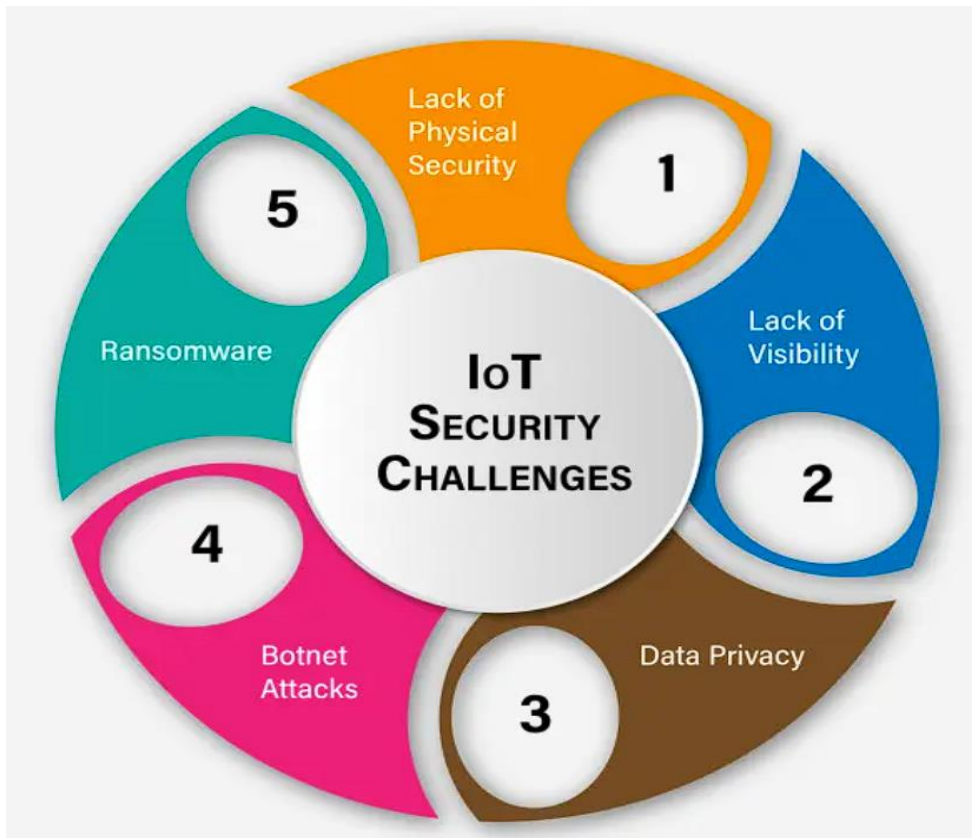 IoT
SECURITY
CHALLENGES
Lack of
Physical
Security
1
Lack of
Visibility
2
Data Privacy
3
Botnet
Attacks
4
Ransomware
5